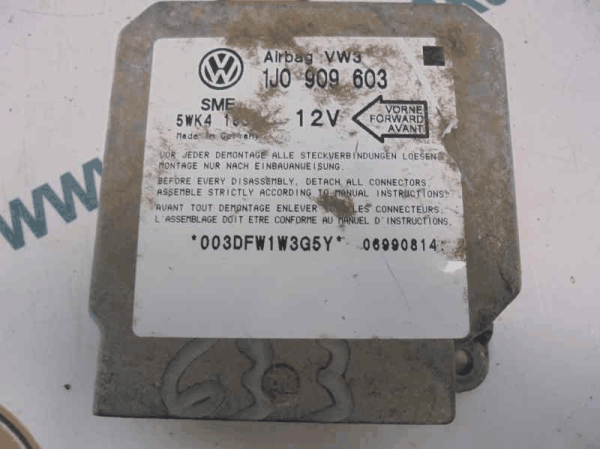 Airbag VW3
1J0 909 603
SME
5WK4
12V
VORNE
FORWARD
AVANT
Made in Germany
VOR JEDER DEMONTAGE ALLE STECKVERBINDUNGEN LOESEN
MONTAGE NUR NACH EINBAUANWEISUNG.
BEFORE EVERY DISASSEMBLY, DETACH ALL CONNECTORS
ASSEMBLE STRICTLY ACCORDING TO MANUAL INSTRUCTIONS
AVANT TOUT DEMONTAGE ENLEVER LES CONNECTEURS.
L'ASSEMBLAGE DOIT ETRE CONFORME AU MANUEL D'INSTRUCTIONS.
*003DFW1W3G5Y* 06990814
633